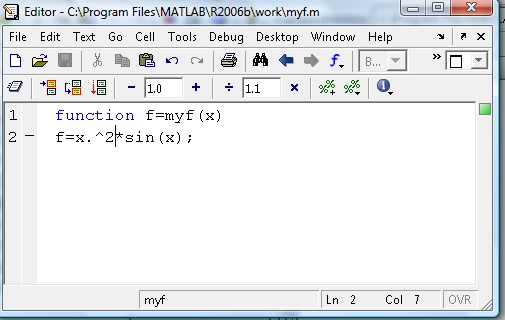 Editor - C:\Program Files\MATLAB\R2006b\work\myf.m
File Edit Text Cell Tools Debug Desktop Window Help
f B... »
− 1.0 + ÷ 1.1 ×
1 function f=myf(x)
2 − f=x.^2*sin(x);
myf Ln 2 Col 7 OVR